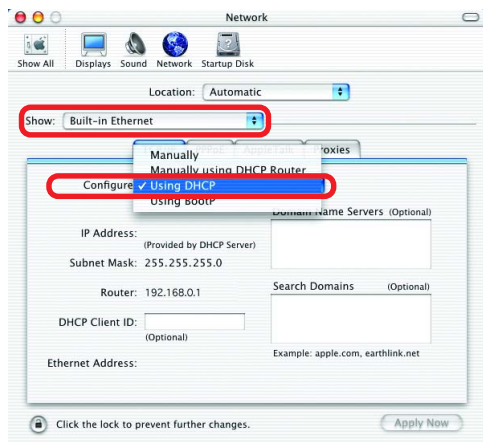 Network
Show All Displays Sound Network Startup Disk
Location: Automatic
Show: Built-in Ethernet
Proxies
Manually
Manually using DHCP Router
Configure ✓ Using DHCP
Using BootP
Domain Name Servers (Optional)
IP Address:
(Provided by DHCP Server)
Subnet Mask: 255.255.255.0
Router: 192.168.0.1
Search Domains (Optional)
DHCP Client ID:
(Optional)
Example: apple.com, earthlink.net
Ethernet Address:
Click the lock to prevent further changes.
Apply Now